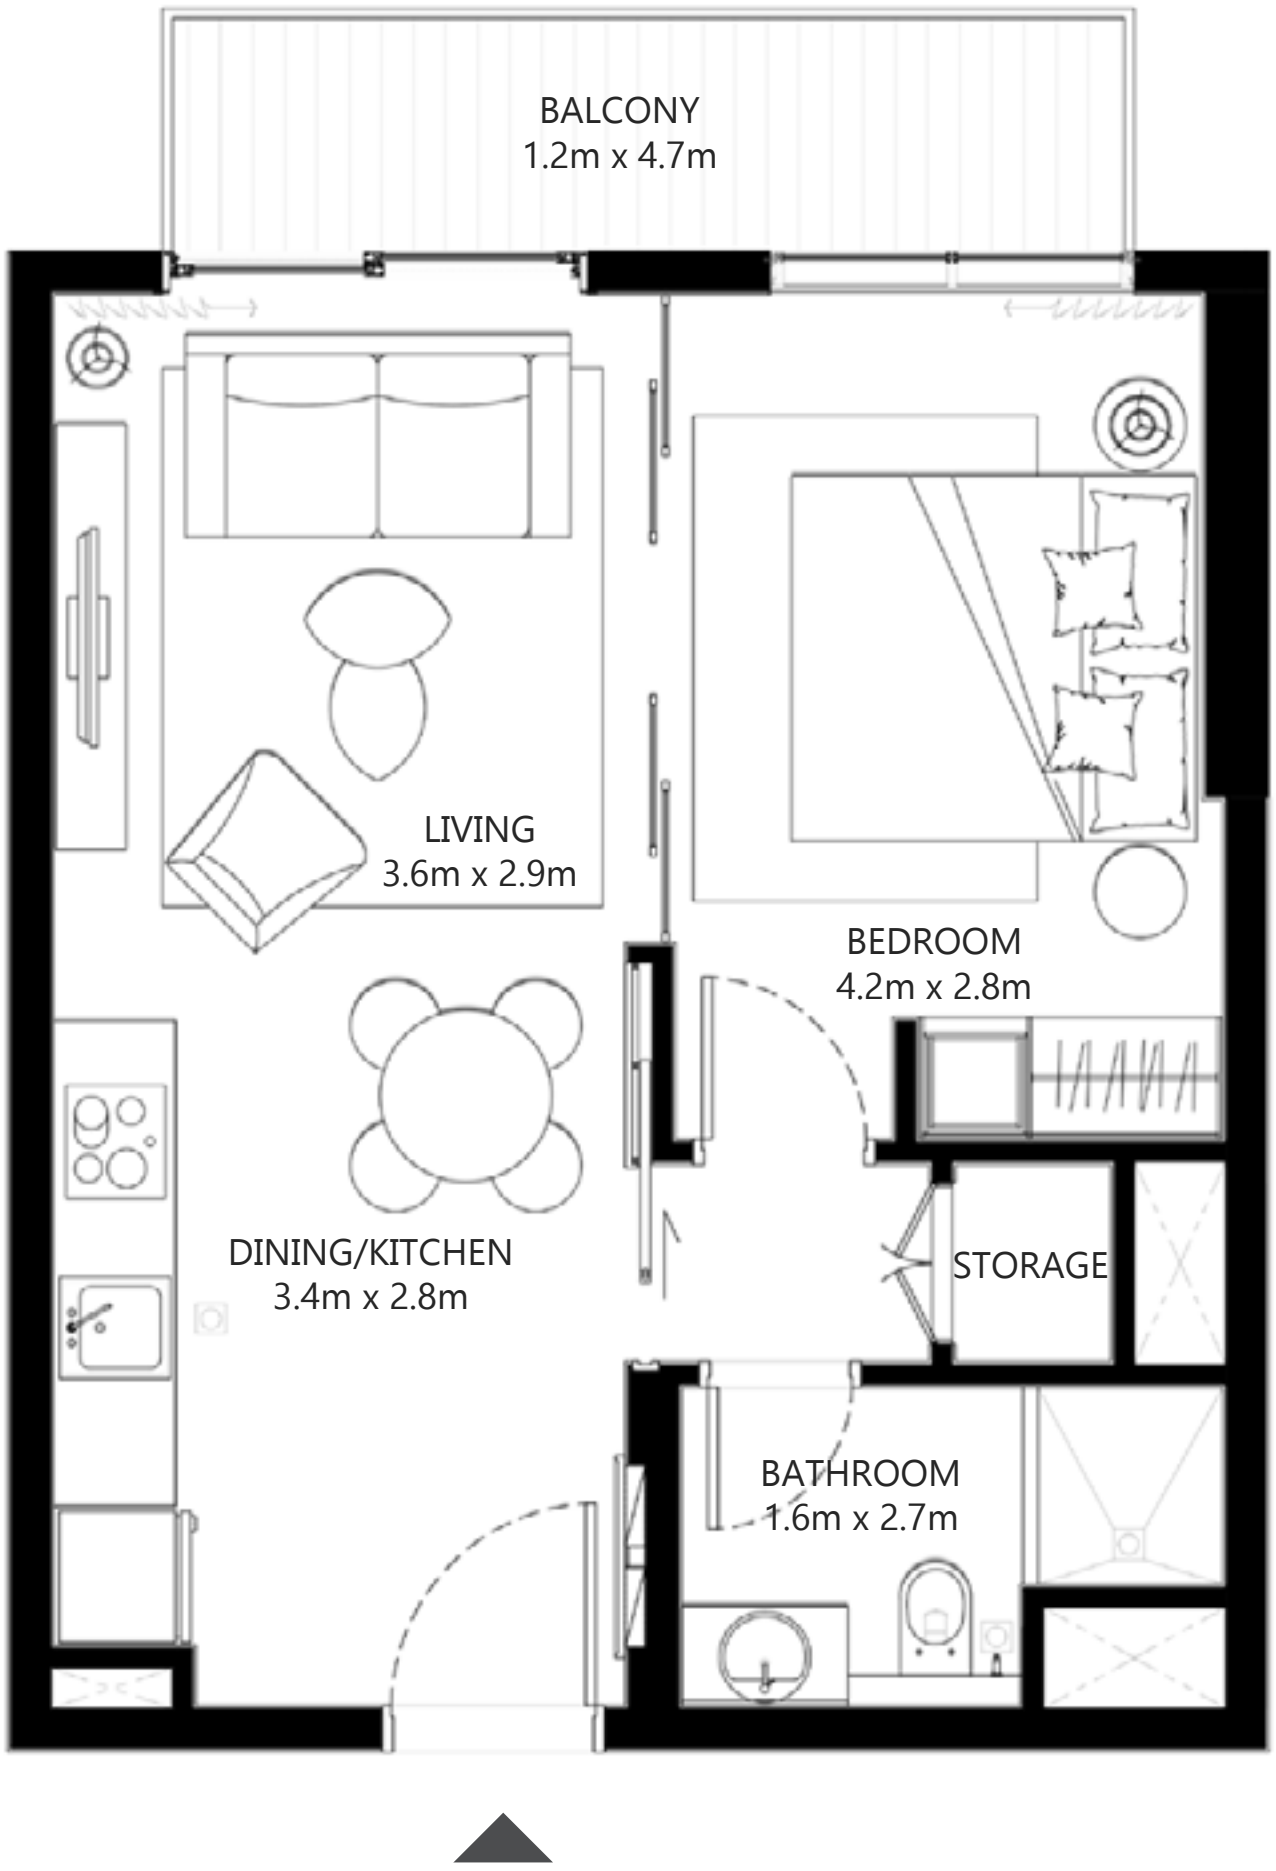 BALCONY
1.2m x 4.7m
LIVING
3.6m x 2.9m
BEDROOM
4.2m x 2.8m
DINING/KITCHEN
3.4m x 2.8m
STORAGE
BATHROOM
1.6m x 2.7m